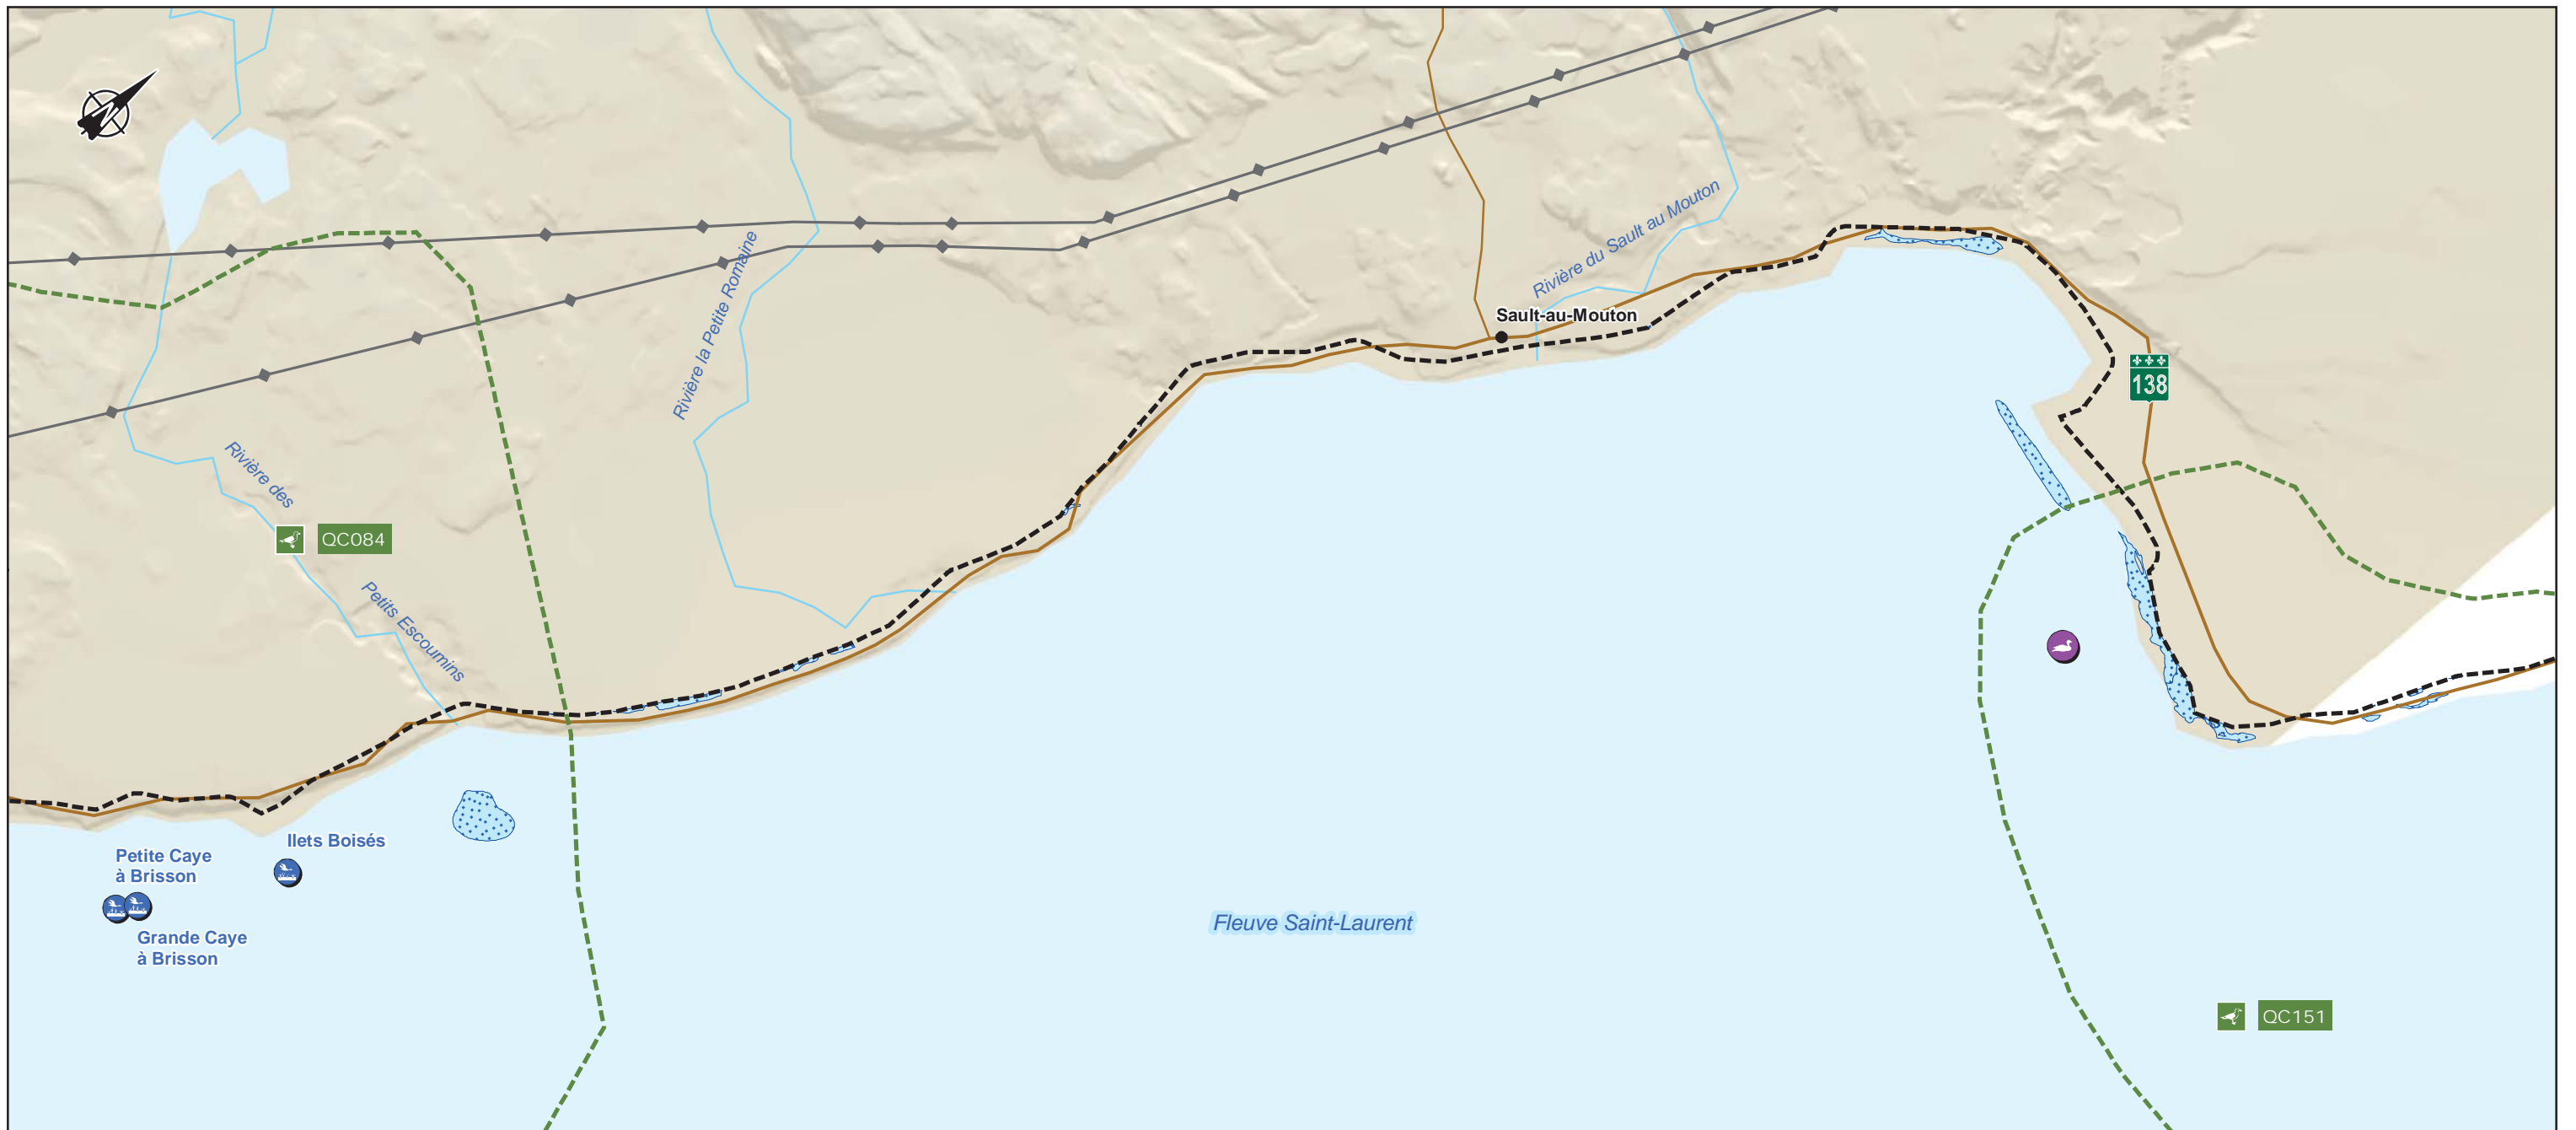 Rivière du Sault au Mouton
Rivière la Petite Romaine
Sault-au-Mouton
138
Rivière des
QC084
Petits Escoumins
Ilets Boisés
Petite Caye
à Brisson
Grande Caye
à Brisson
Fleuve Saint-Laurent
QC151